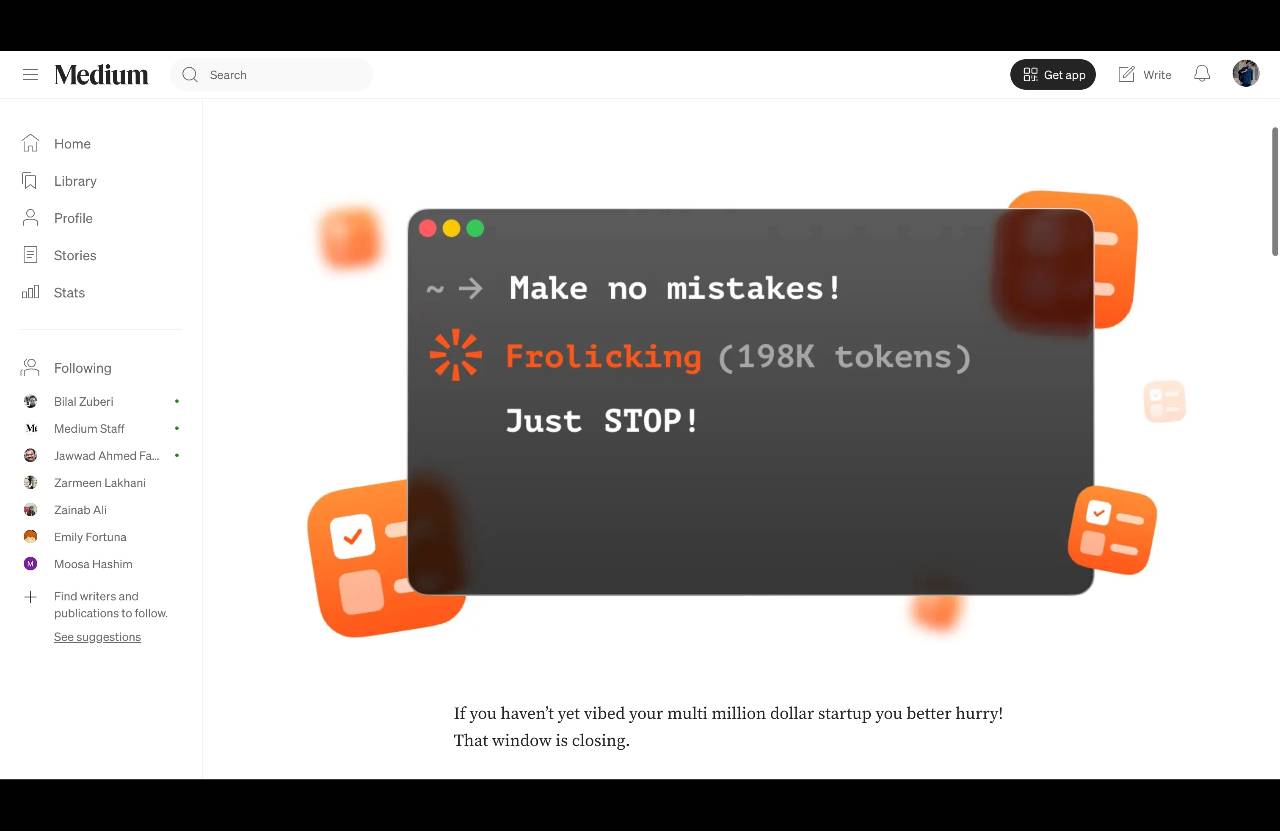 Medium
Search
Get app
Write
Home
Library
Profile
Stories
Stats
Following
Bilal Zuberi
Medium Staff
Jawwad Ahmed Fa...
Zarmeen Lakhani
Zainab Ali
Emily Fortuna
M
Moosa Hashim
Find writers and
publications to follow.
See suggestions
~ → Make no mistakes!
Frolicking (198K tokens)
Just STOP!
If you haven’t yet vibed your multi million dollar startup you better hurry!
That window is closing.